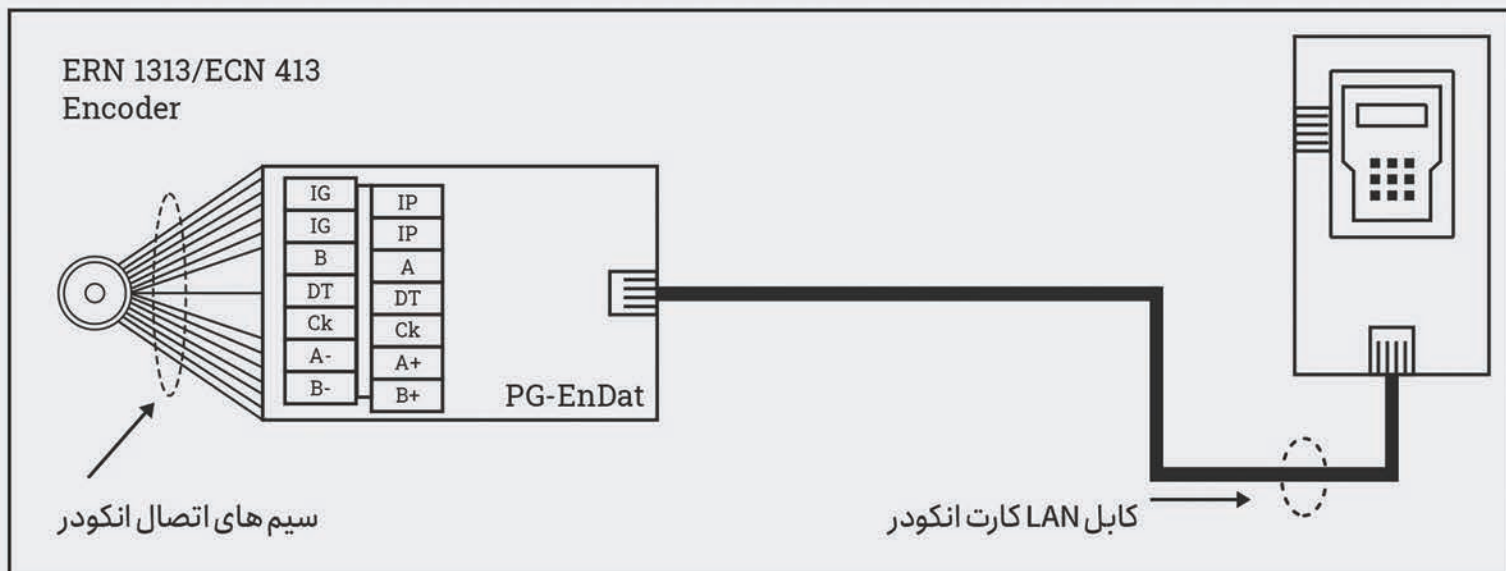 ERN 1313/ECN 413
Encoder
IG
IG
B
DT
Ck
A-
B-
IP
IP
A
DT
Ck
A+
B+
PG-EnDat
سیم های اتصال انکودر
کابل LAN کارت انکودر